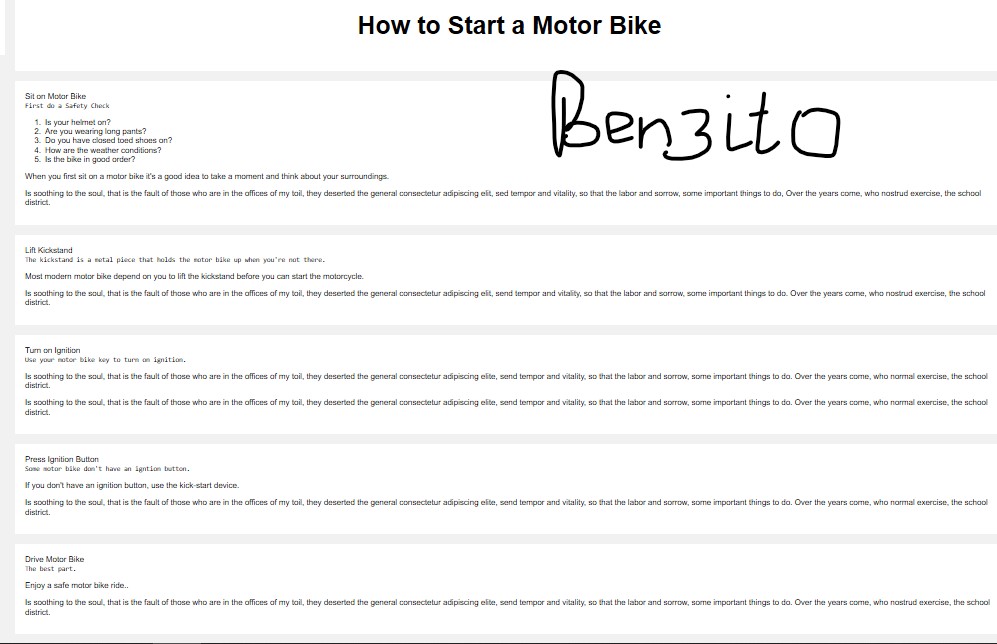 How to Start a Motor Bike
Benzito
Sit on Motor Bike
First do a Safety Check
1. Is your helmet on?
2. Are you wearing long pants?
3. Do you have closed toed shoes on?
4. How are the weather conditions?
5. Is the bike in good order?
When you first sit on a motor bike it's a good idea to take a moment and think about your surroundings.
Is soothing to the soul, that is the fault of those who are in the offices of my toil, they deserted the general consectetur adipiscing elit, sed tempor and vitality, so that the labor and sorrow, some important things to do, Over the years come, who nostrud exercise, the school
district.
Lift Kickstand
The kickstand is a metal piece that holds the motor bike up when you're not there.
Most modern motor bike depend on you to lift the kickstand before you can start the motorcycle.
Is soothing to the soul, that is the fault of those who are in the offices of my toil, they deserted the general consectetur adipiscing elit, send tempor and vitality, so that the labor and sorrow, some important things to do. Over the years come, who nostrud exercise, the school
district.
Turn on Ignition
Use your motor bike key to turn on ignition.
Is soothing to the soul, that is the fault of those who are in the offices of my toil, they deserted the general consectetur adipiscing elite, send tempor and vitality, so that the labor and sorrow, some important things to do. Over the years come, who normal exercise, the school
district.
Is soothing to the soul, that is the fault of those who are in the offices of my toil, they deserted the general consectetur adipiscing elite, send tempor and vitality, so that the labor and sorrow, some important things to do. Over the years come, who normal exercise, the school
district.
Press Ignition Button
Some motor bike don't have an igntion button.
If you don't have an ignition button, use the kick-start device.
Is soothing to the soul, that is the fault of those who are in the offices of my toil, they deserted the general consectetur adipiscing elite, send tempor and vitality, so that the labor and sorrow, some important things to do. Over the years come, who normal exercise, the school
district.
Drive Motor Bike
The best part.
Enjoy a safe motor bike ride..
Is soothing to the soul, that is the fault of those who are in the offices of my toil, they deserted the general consectetur adipiscing elite, send tempor and vitality, so that the labor and sorrow, some important things to do. Over the years come, who nostrud exercise, the school
district.